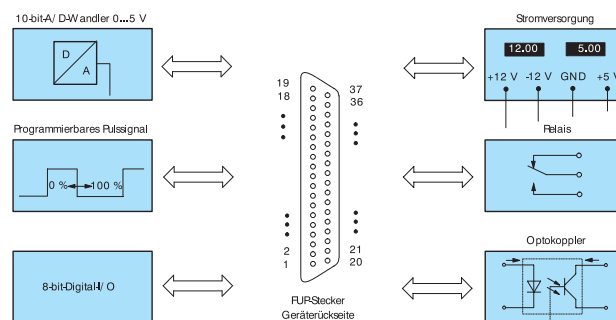 10-bit-A/ D-Wandler 0...5 V
D
A
Programmierbares Pulssignal
0 % 100 %
8-bit-Digital-I/ O
19
18
37
36
2
1
21
20
FUP-Stecker
Geräterückseite
Stromversorgung
12.00 5.00
+12 V -12 V GND +5 V
Relais
Optokoppler